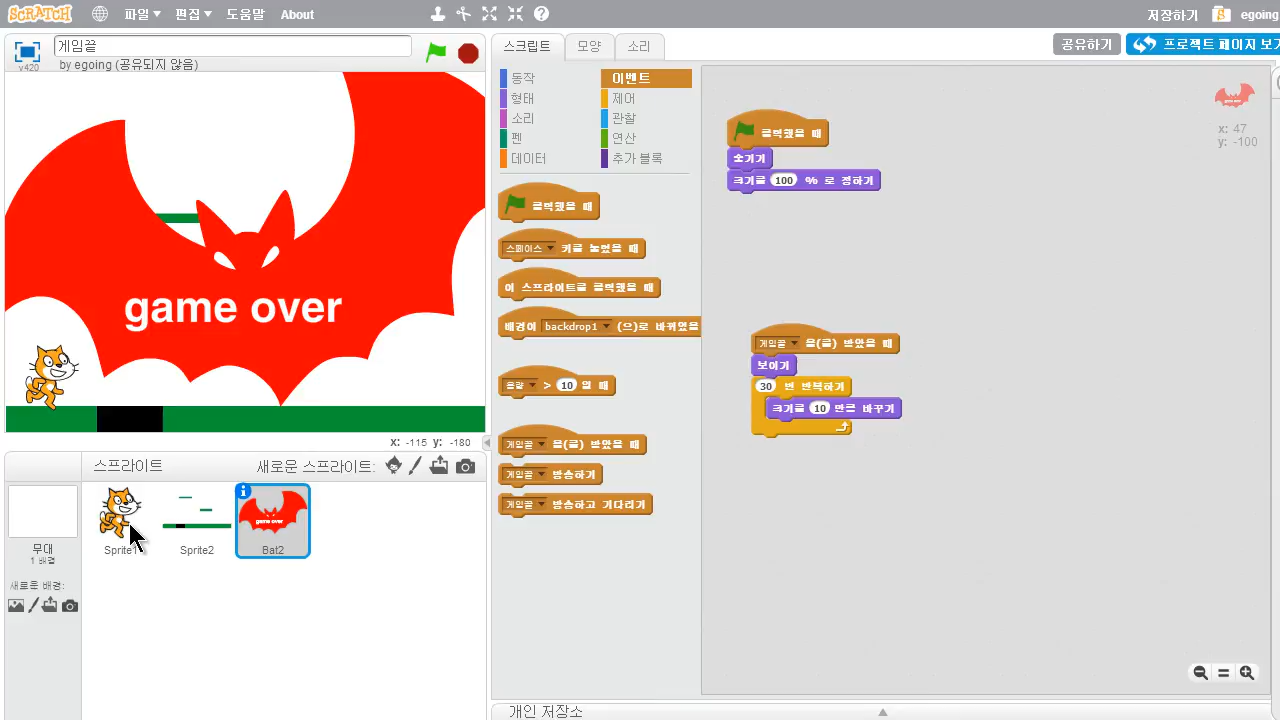 SCRATCH
파일
편집
도움말
About
저장하기
egoing
v420
게임끝
by egoing (공유되지 않음)
스크립트
모양
소리
공유하기
프로젝트 페이지 보기
동작
이벤트
형태
제어
소리
관찰
펜
연산
데이터
추가 블록
클릭했을 때
스페이스 키를 눌렀을 때
이 스프라이트를 클릭했을 때
배경이 backdrop1 (으)로 바뀌었을
음량 > 10 일 때
게임끝 을(를) 받았을 때
게임끝 방송하기
게임끝 방송하고 기다리기
클릭했을 때
숨기기
크기를 100 % 로 정하기
게임끝 을(를) 받았을 때
보이기
30 번 반복하기
크기를 10 만큼 바꾸기
x: 47
y: -100
game over
x: -115 y: -180
스프라이트
새로운 스프라이트:
무대
1 배경
새로운 배경:
Sprite1
Sprite2
game over
Bat2
개인 저장소